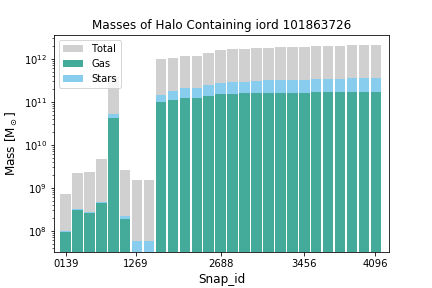 Masses of Halo Containing iord 101863726
Total
Gas
Stars
Mass [M_⊙]
10¹²
10¹¹
10¹⁰
10⁹
10⁸
0139 1269 2688 3456 4096
Snap_id